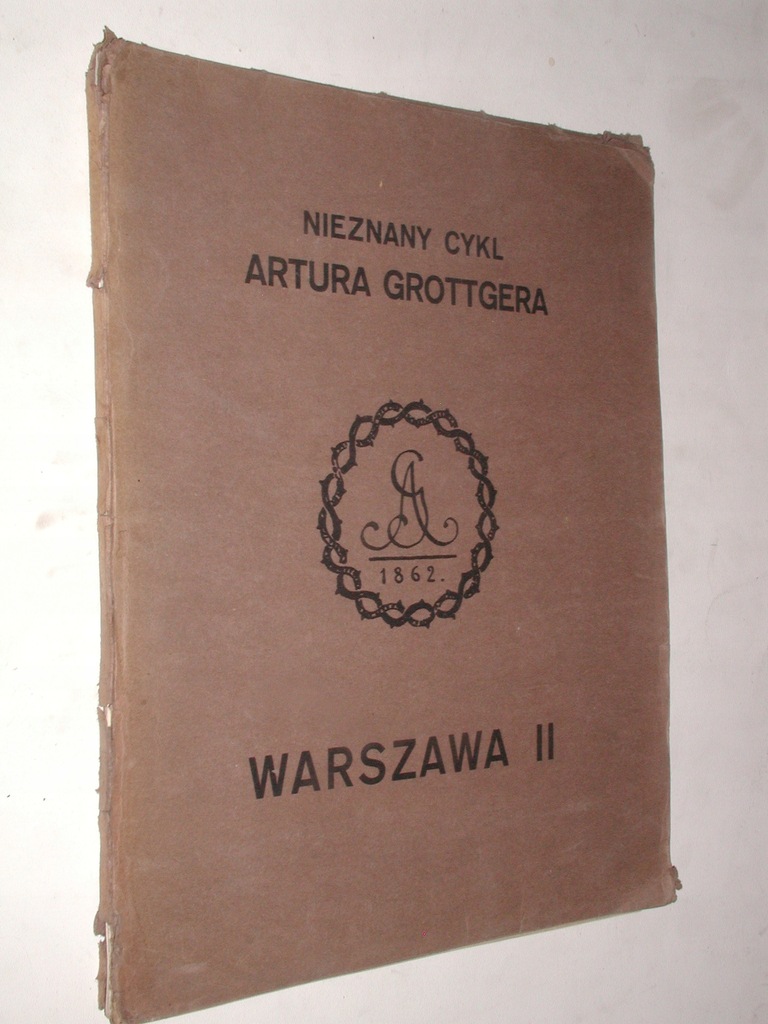 NIEZNANY CYKL
ARTURA GROTTGERA
AG
1862.
WARSZAWA II